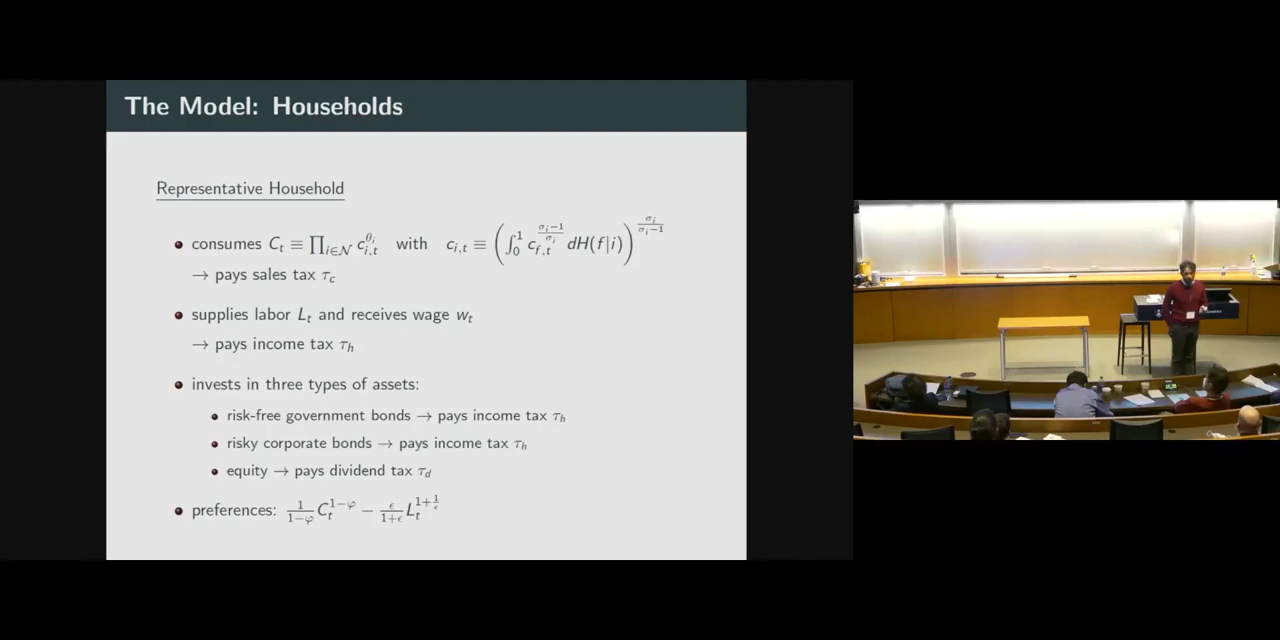 The Model: Households
Representative Household
consumes $C_t \equiv \prod_{i \in \mathcal{N}} c_{i,t}^{\theta_i}$ with $c_{i,t} \equiv \left( \int_0^1 c_{f,t}^{\frac{\sigma_i - 1}{\sigma_i}} dH(f|i) \right)^{\frac{\sigma_i}{\sigma_i - 1}}$
→ pays sales tax $\tau_c$
supplies labor $L_t$ and receives wage $w_t$
→ pays income tax $\tau_h$
invests in three types of assets:
risk-free government bonds → pays income tax $\tau_h$
risky corporate bonds → pays income tax $\tau_h$
equity → pays dividend tax $\tau_d$
preferences: $\frac{1}{1-\varphi} C_t^{1-\varphi} - \frac{\epsilon}{1+\epsilon} L_t^{1+\frac{1}{\epsilon}}$